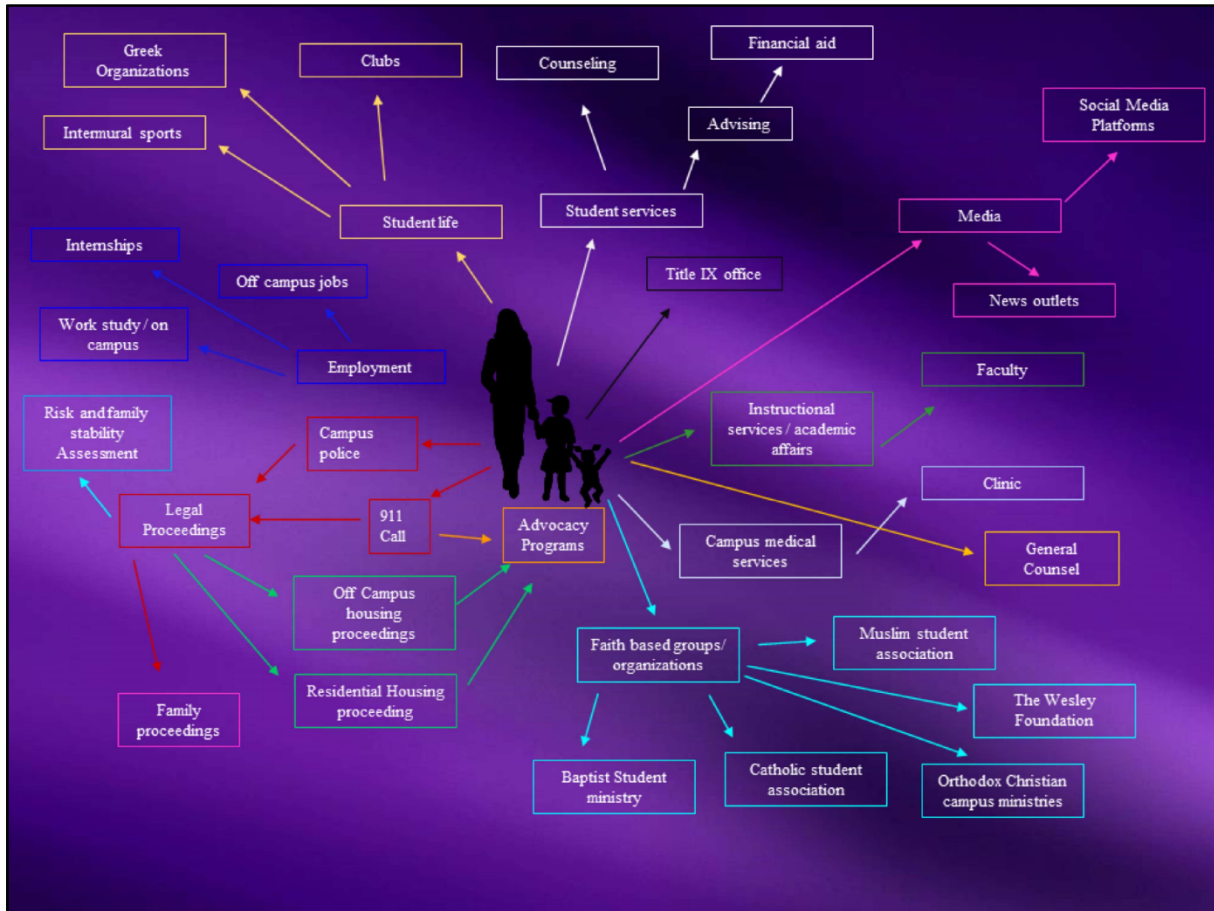 Greek
Organizations
Clubs
Counseling
Financial aid
Intermural sports
Advising
Social Media
Platforms
Student life
Student services
Media
Internships
Off campus jobs
Title IX office
News outlets
Work study / on
campus
Employment
Faculty
Risk and family
stability
Assessment
Campus
police
Instructional
services / academic
affairs
Legal
Proceedings
911
Call
Advocacy
Programs
Campus medical
services
Clinic
General
Counsel
Off Campus
housing
proceedings
Faith based groups/
organizations
Muslim student
association
Residential Housing
proceeding
Family
proceedings
The Wesley
Foundation
Baptist Student
ministry
Catholic student
association
Orthodox Christian
campus ministries